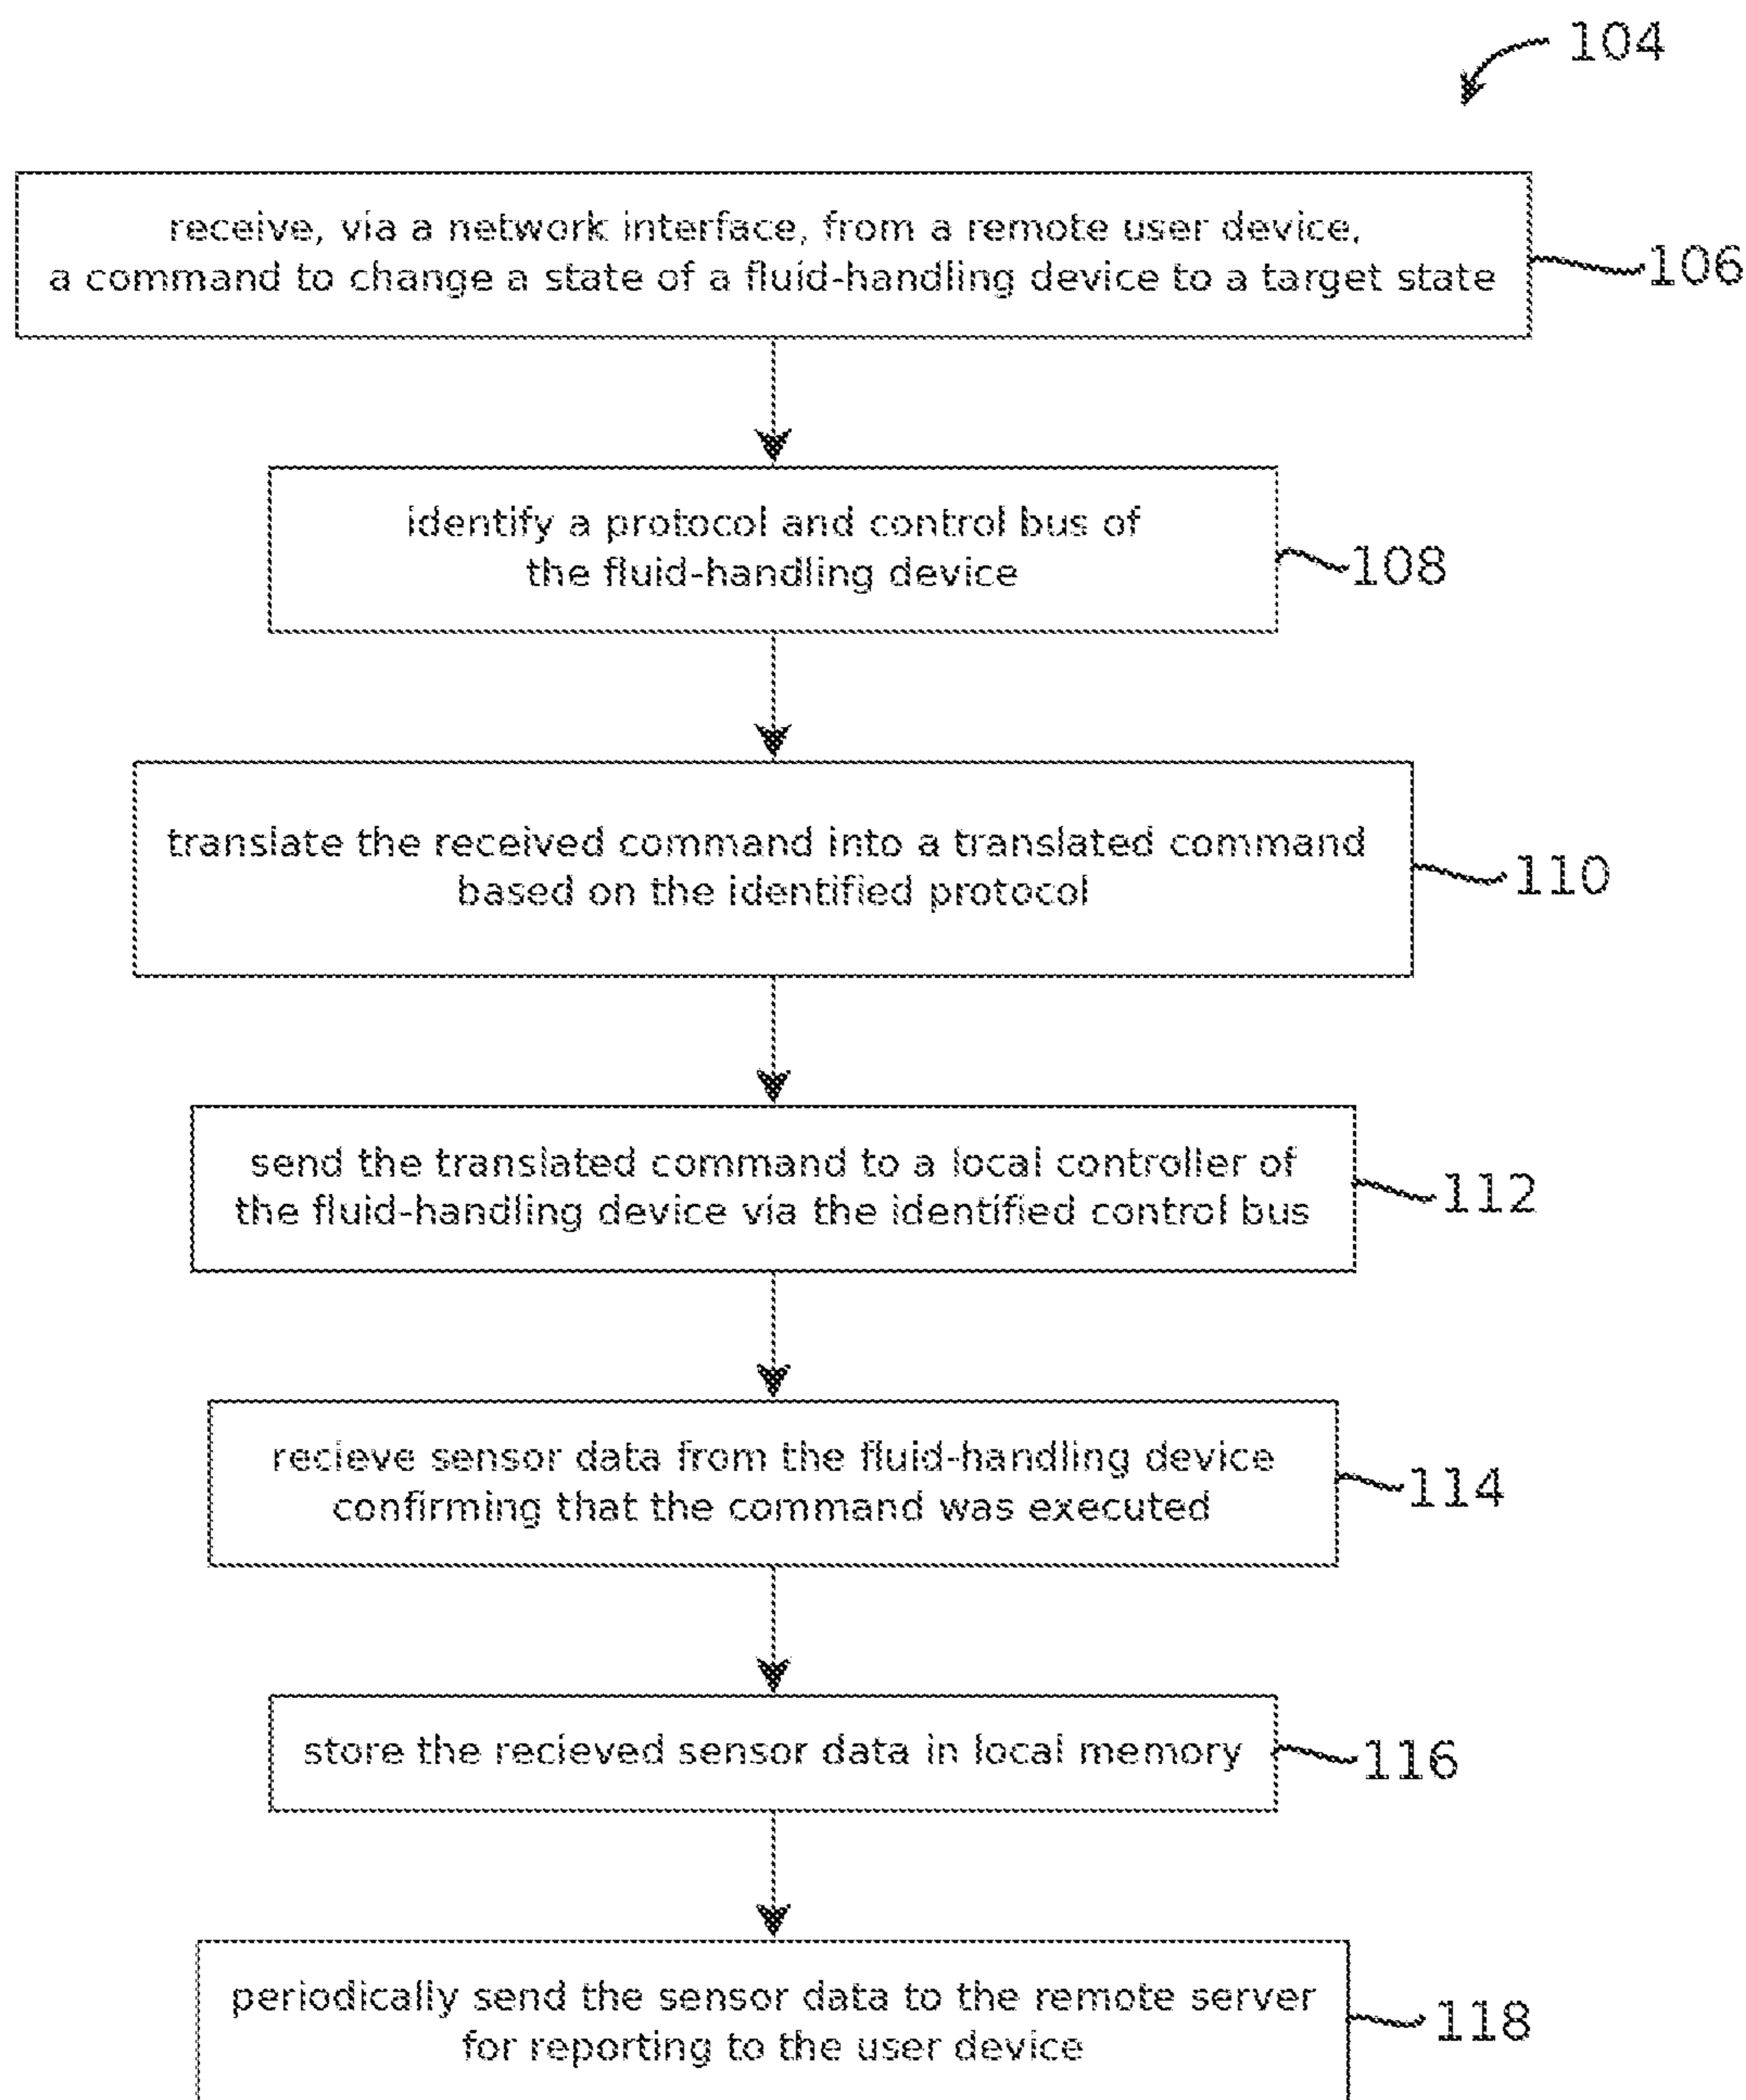 104
receive, via a network interface, from a remote user device,
a command to change a state of a fluid-handling device to a target state
106
identify a protocol and control bus of
the fluid-handling device
108
translate the received command into a translated command
based on the identified protocol
110
send the translated command to a local controller of
the fluid-handling device via the identified control bus
112
recieve sensor data from the fluid-handling device
confirming that the command was executed
114
store the recieved sensor data in local memory
116
periodically send the sensor data to the remote server
for reporting to the user device
118